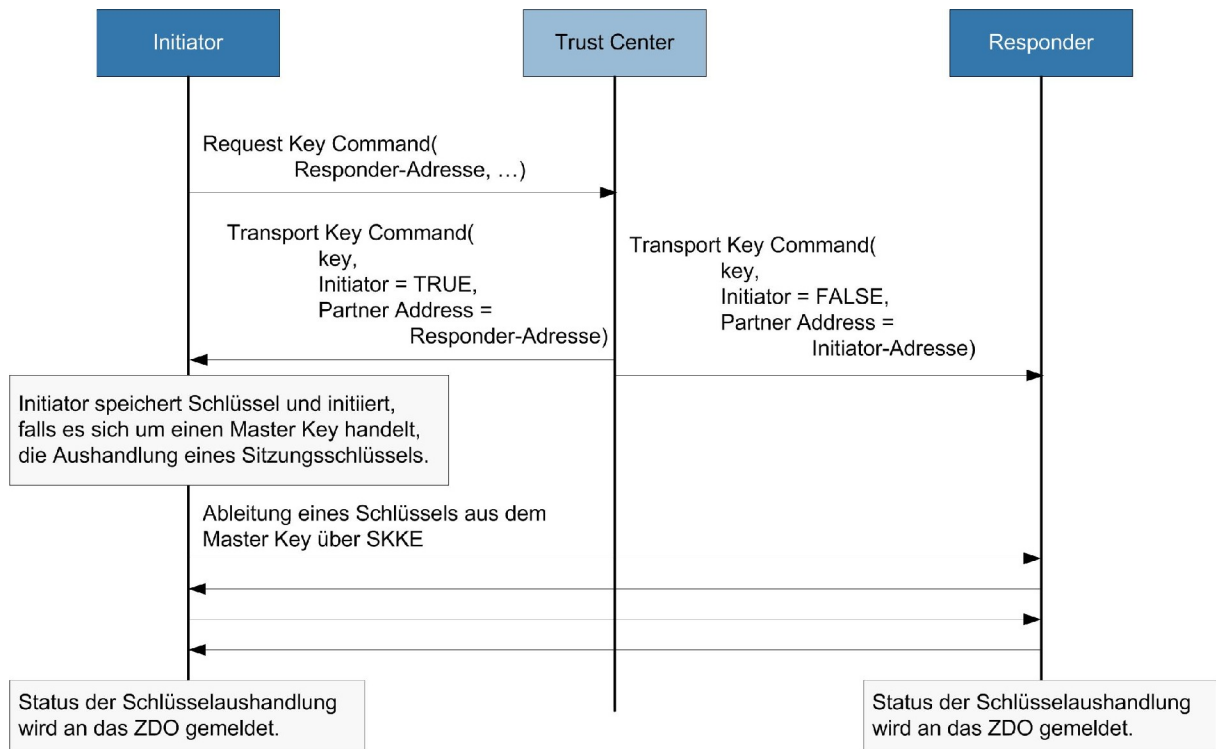 Initiator
Trust Center
Responder
Request Key Command(
Responder-Adresse, …)
Transport Key Command(
key,
Initiator = TRUE,
Partner Address =
Responder-Adresse)
Transport Key Command(
key,
Initiator = FALSE,
Partner Address =
Initiator-Adresse)
Initiator speichert Schlüssel und initiiert,
falls es sich um einen Master Key handelt,
die Aushandlung eines Sitzungsschlüssels.
Ableitung eines Schlüssels aus dem
Master Key über SKKE
Status der Schlüsselaushandlung
wird an das ZDO gemeldet.
Status der Schlüsselaushandlung
wird an das ZDO gemeldet.